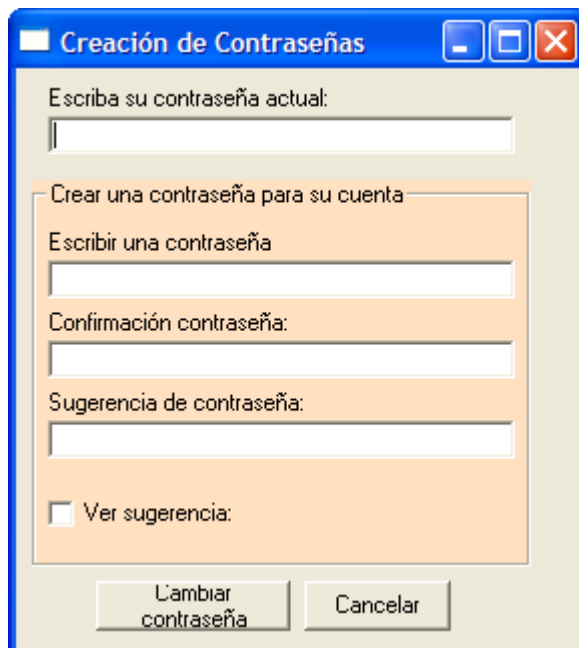 Creación de Contraseñas
Escriba su contraseña actual:
Crear una contraseña para su cuenta
Escribir una contraseña
Confirmación contraseña:
Sugerencia de contraseña:
Ver sugerencia:
Cambiar
contraseña
Cancelar